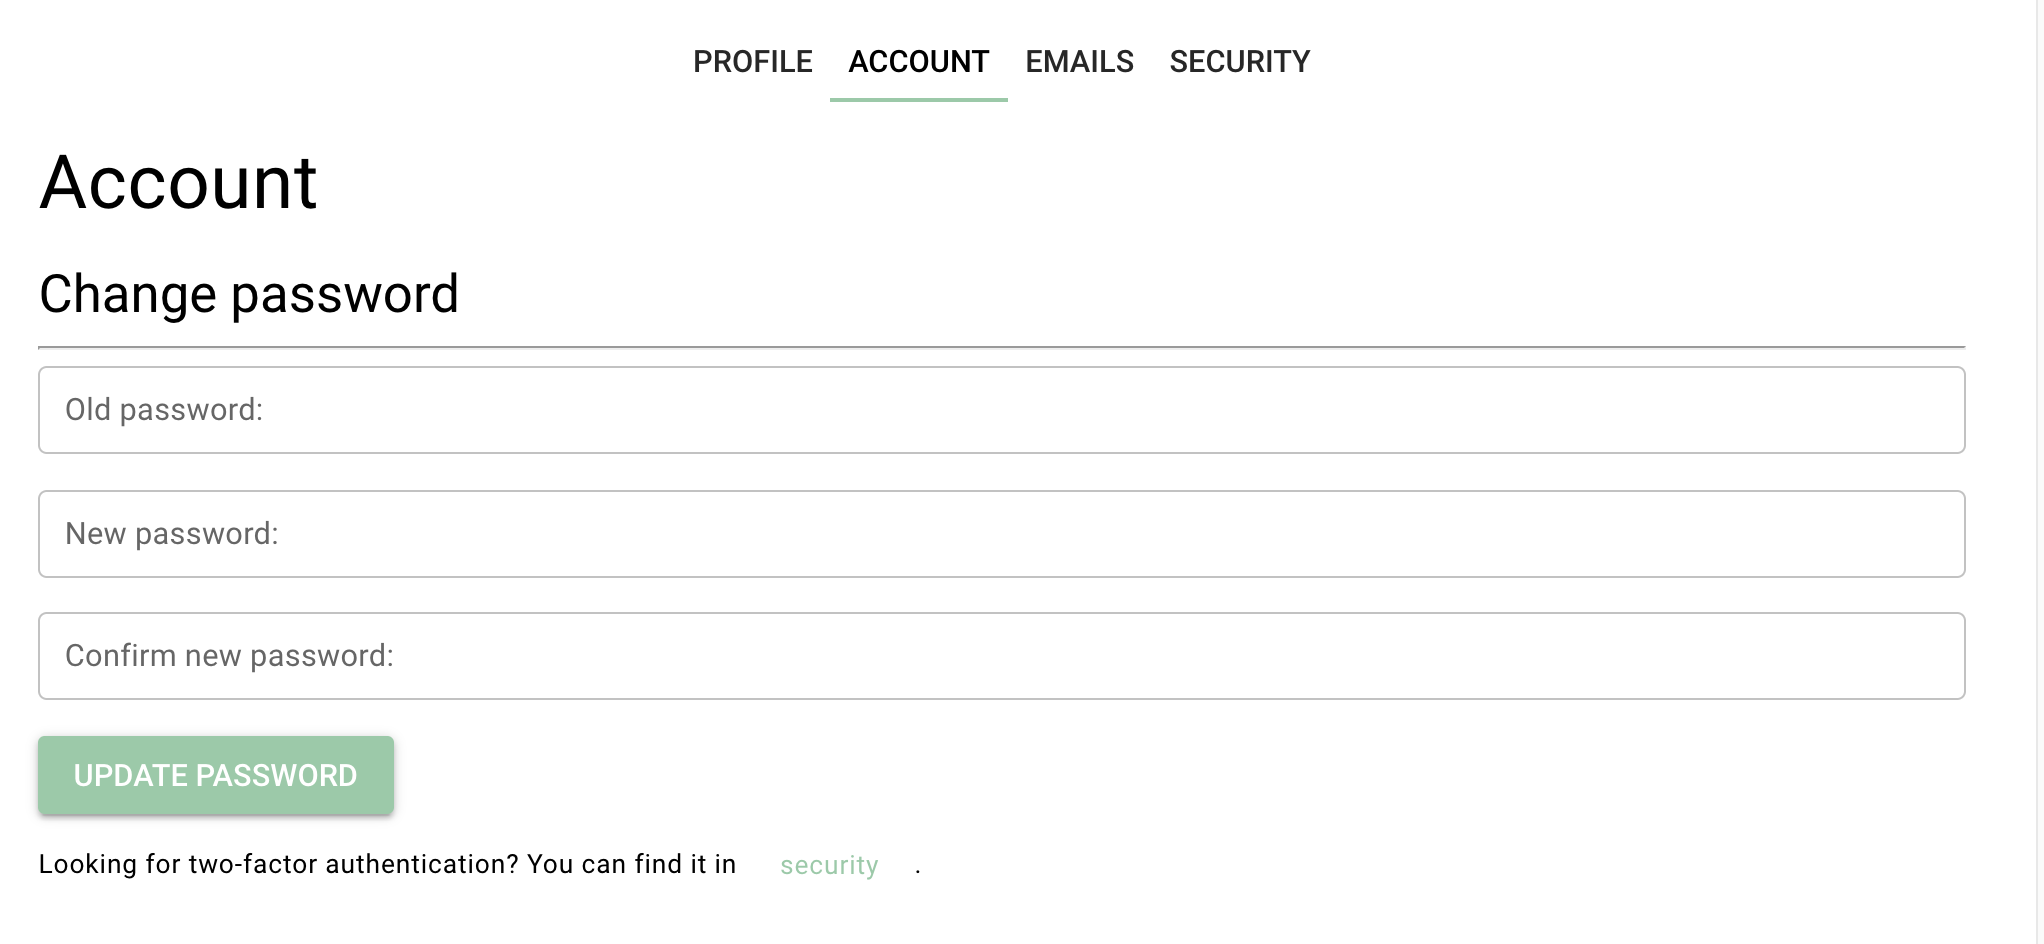 PROFILE ACCOUNT EMAILS SECURITY
Account
Change password
Old password:
New password:
Confirm new password:
UPDATE PASSWORD
Looking for two-factor authentication? You can find it in security .